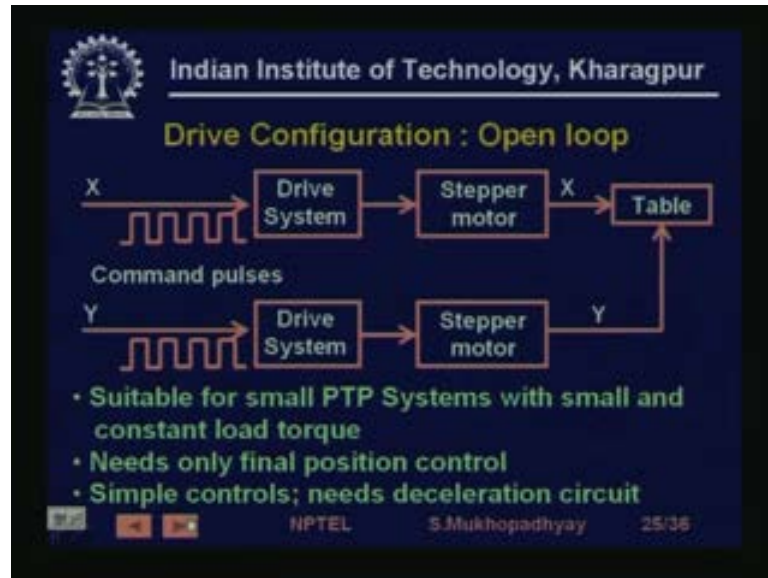 Indian Institute of Technology, Kharagpur
Drive Configuration : Open loop
X
Drive System
Stepper motor
X
Table
Command pulses
Y
Drive System
Stepper motor
Y
• Suitable for small PTP Systems with small and
constant load torque
• Needs only final position control
• Simple controls; needs deceleration circuit
NPTEL
S.Mukhopadhyay
25/36